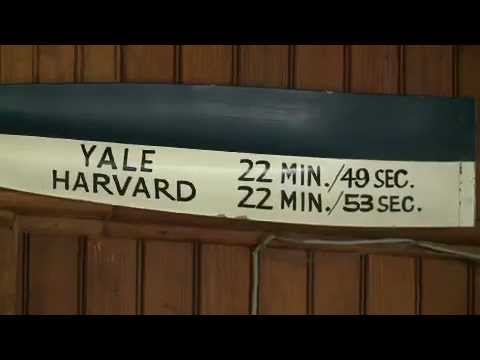 YALE 22 MIN./49 SEC.
HARVARD 22 MIN./53 SEC.